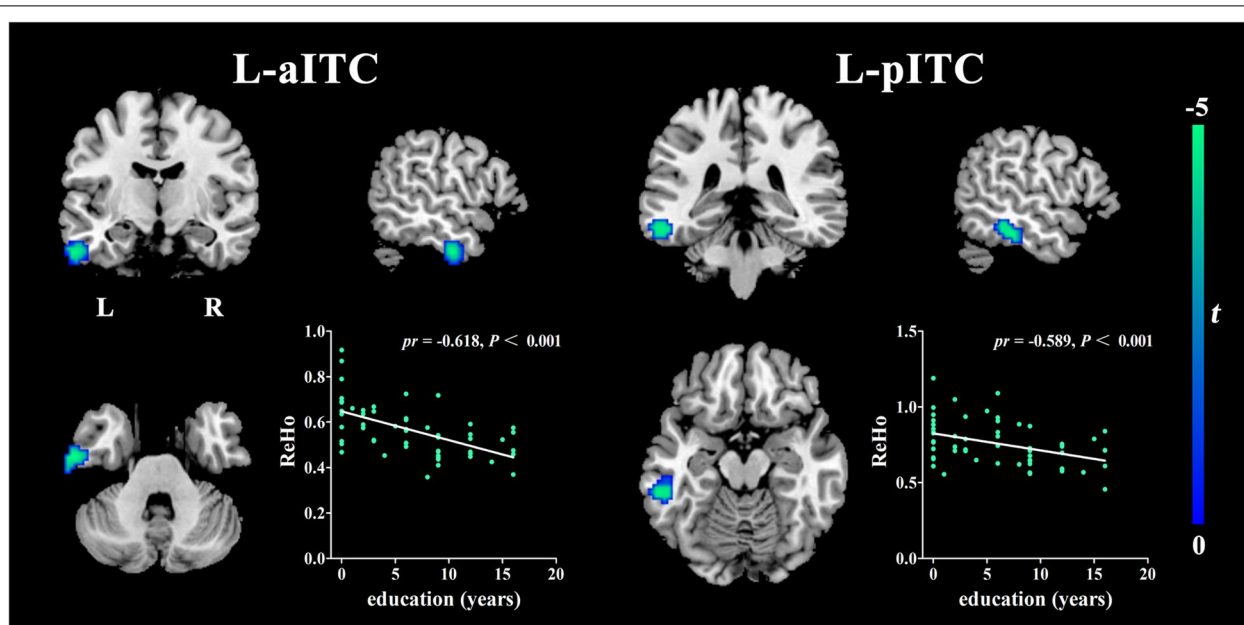 L-aITC
L-pITC
-5
t
0
L R
pr = -0.618, P < 0.001
1.0
0.8
0.6
0.4
0.2
0.0
ReHo
0 5 10 15 20
education (years)
pr = -0.589, P < 0.001
1.5
1.0
0.5
0.0
ReHo
0 5 10 15 20
education (years)